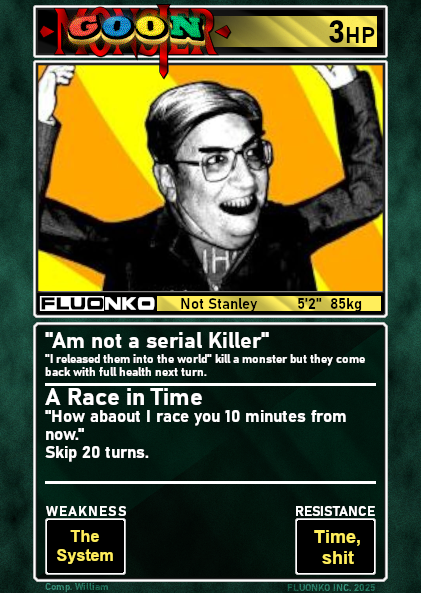 MONSTER
GOON
3HP
IH
FLUONKO Not Stanley 5'2" 85kg
"Am not a serial Killer"
"I released them into the world" kill a monster but they come
back with full health next turn.
A Race in Time
"How abaout I race you 10 minutes from
now."
Skip 20 turns.
WEAKNESS RESISTANCE
The
System
Time,
shit
Comp. William FLUONKO INC. 2025